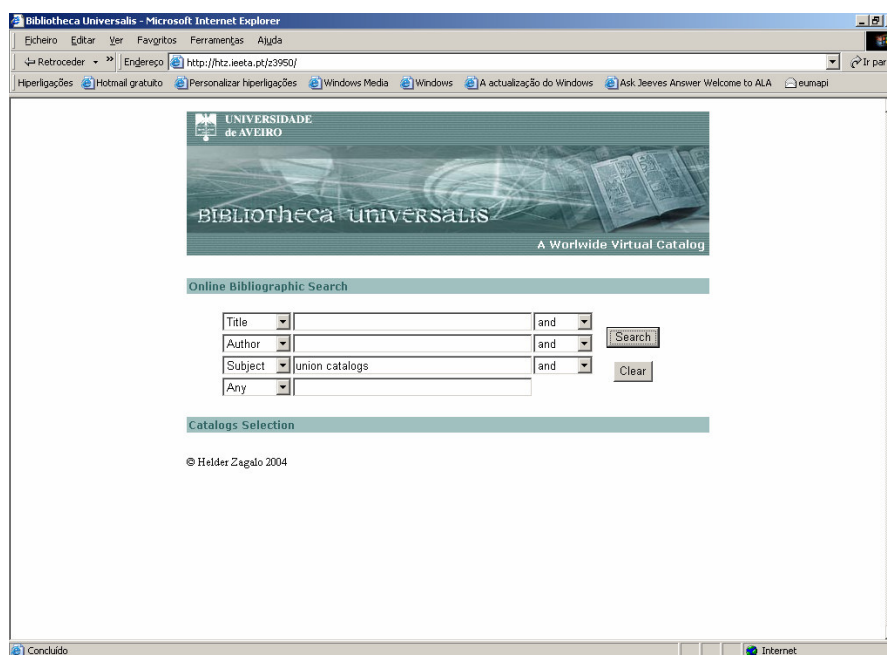 Bibliotheca Universalis - Microsoft Internet Explorer
Ficheiro Editar Ver Favoritos Ferramentas Ajuda
Retroceder » Endereço http://htz.ieeta.pt/z3950/ Ir par
Hiperligações Hotmail gratuito Personalizar hiperligações Windows Media Windows A actualização do Windows Ask Jeeves Answer Welcome to ALA eumapi
UNIVERSIDADE
de AVEIRO
BIBLIOTheca UNIVERSALIS
A Worlwide Virtual Catalog
Online Bibliographic Search
Title and
Author and
Search
Subject union catalogs and
Clear
Any
Catalogs Selection
© Helder Zagalo 2004
Concluído Internet